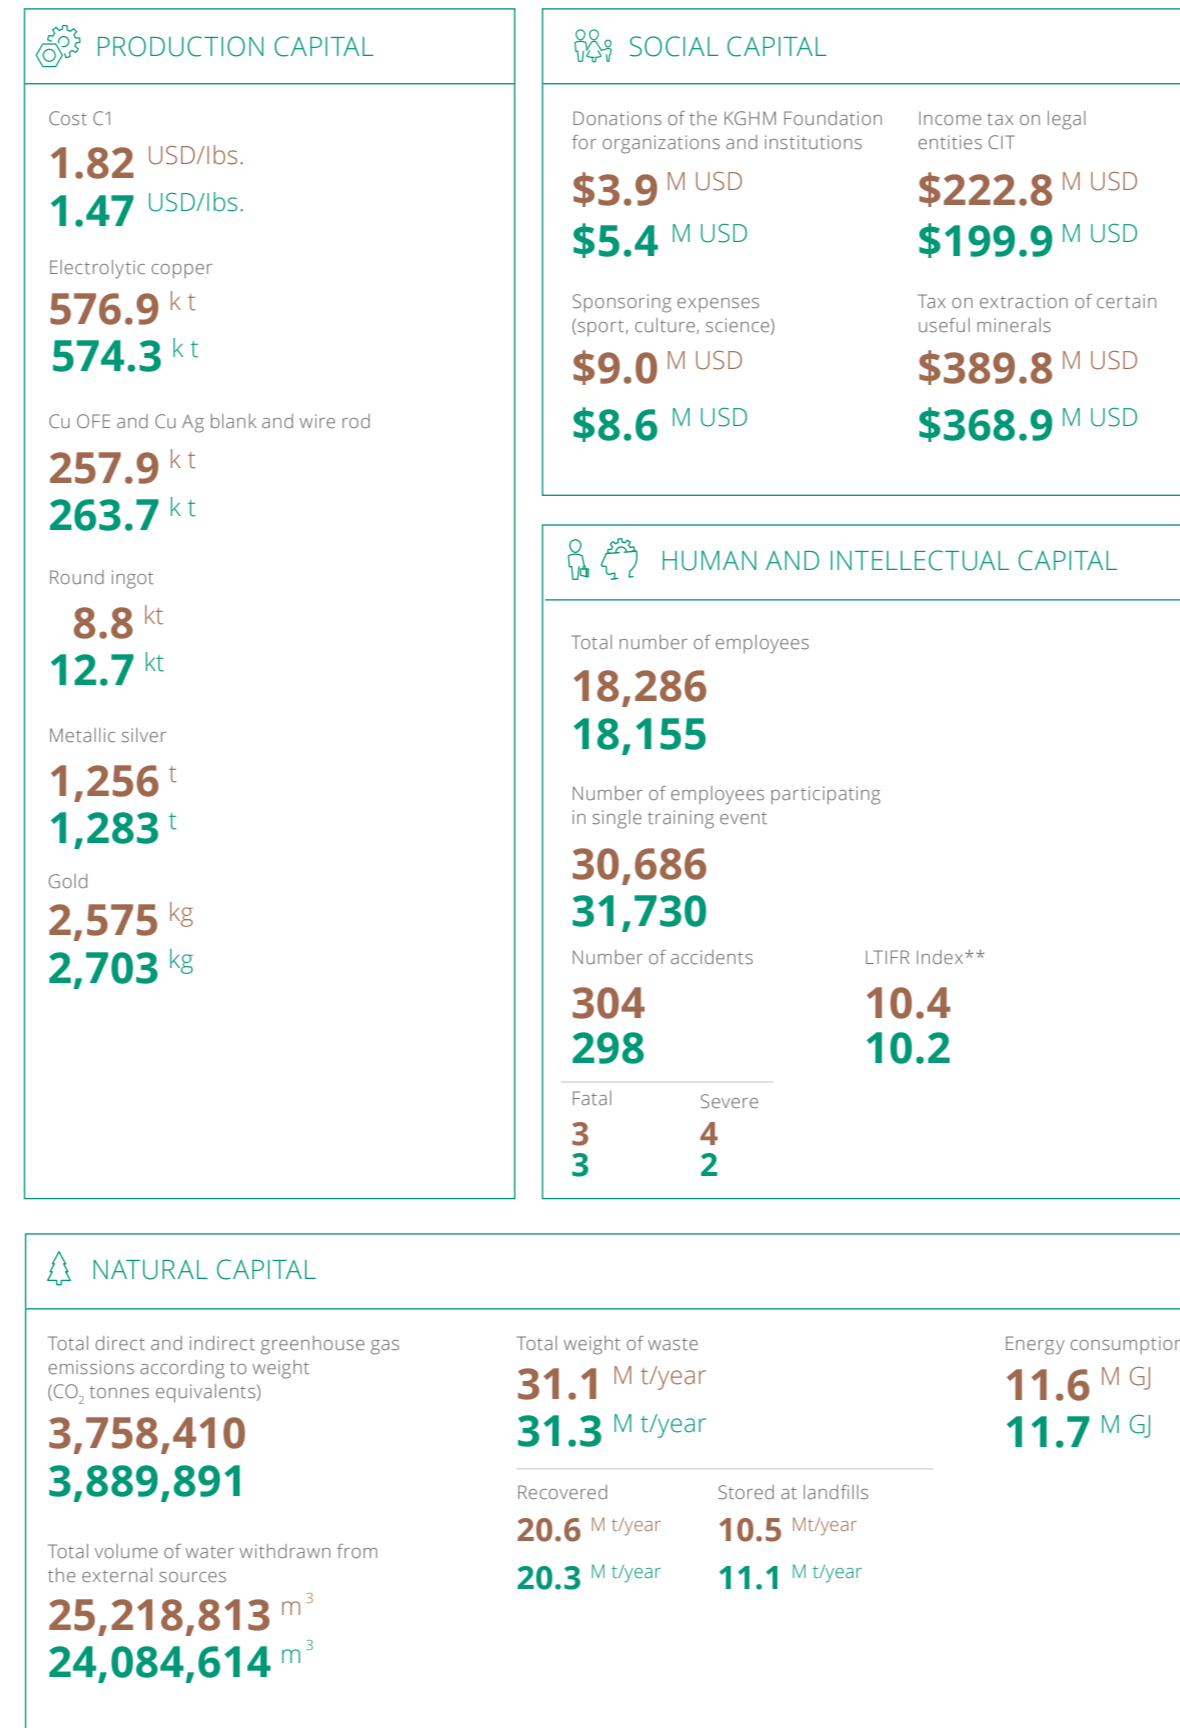 PRODUCTION CAPITAL
Cost C1
1.82 USD/lbs.
1.47 USD/lbs.
Electrolytic copper
576.9 k t
574.3 k t
Cu OFE and Cu Ag blank and wire rod
257.9 k t
263.7 k t
Round ingot
8.8 kt
12.7 kt
Metallic silver
1,256 t
1,283 t
Gold
2,575 kg
2,703 kg
SOCIAL CAPITAL
Donations of the KGHM Foundation
for organizations and institutions
$3.9 M USD
$5.4 M USD
Income tax on legal
entities CIT
$222.8 M USD
$199.9 M USD
Sponsoring expenses
(sport, culture, science)
$9.0 M USD
$8.6 M USD
Tax on extraction of certain
useful minerals
$389.8 M USD
$368.9 M USD
HUMAN AND INTELLECTUAL CAPITAL
Total number of employees
18,286
18,155
Number of employees participating
in single training event
30,686
31,730
Number of accidents
304
298
LTIFR Index**
10.4
10.2
Fatal
3
3
Severe
4
2
NATURAL CAPITAL
Total direct and indirect greenhouse gas
emissions according to weight
(CO₂ tonnes equivalents)
3,758,410
3,889,891
Total volume of water withdrawn from
the external sources
25,218,813 m³
24,084,614 m³
Total weight of waste
31.1 M t/year
31.3 M t/year
Recovered
20.6 M t/year
20.3 M t/year
Stored at landfills
10.5 Mt/year
11.1 M t/year
Energy consumption
11.6 M GJ
11.7 M GJ